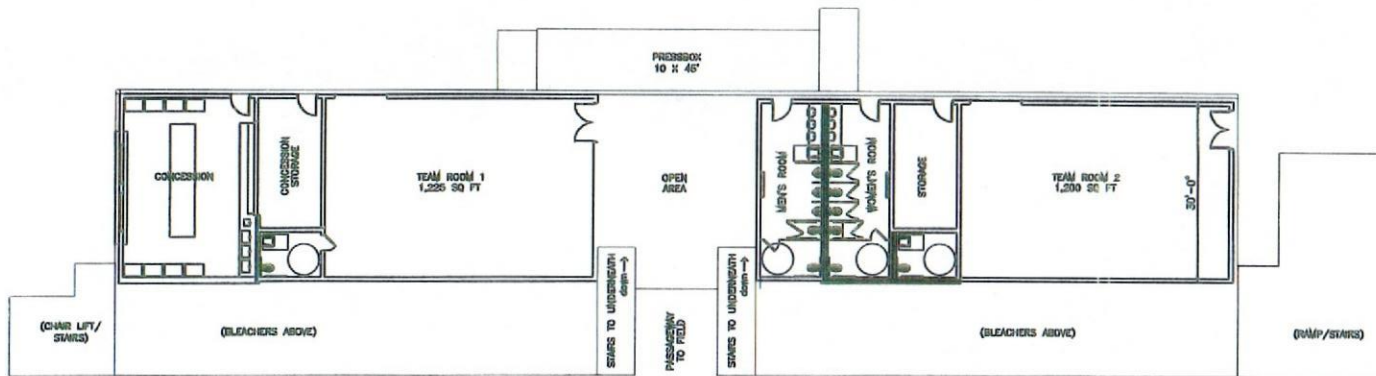 PRESSBOX
10 X 45'
CONCESSION
CONCESSION
STORAGE
TEAM ROOM 1
1,225 SQ FT
OPEN
AREA
MEN'S ROOM
WOMEN'S ROOM
STORAGE
TEAM ROOM 2
1,200 SQ FT
30'-0"
(CHAIR LIFT/
STAIRS)
(BLEACHERS ABOVE)
STAIRS TO UNDERNEATH
down→
PASSAGEWAY
TO FIELD
STAIRS TO UNDERNEATH
down→
(BLEACHERS ABOVE)
(RAMP/STAIRS)